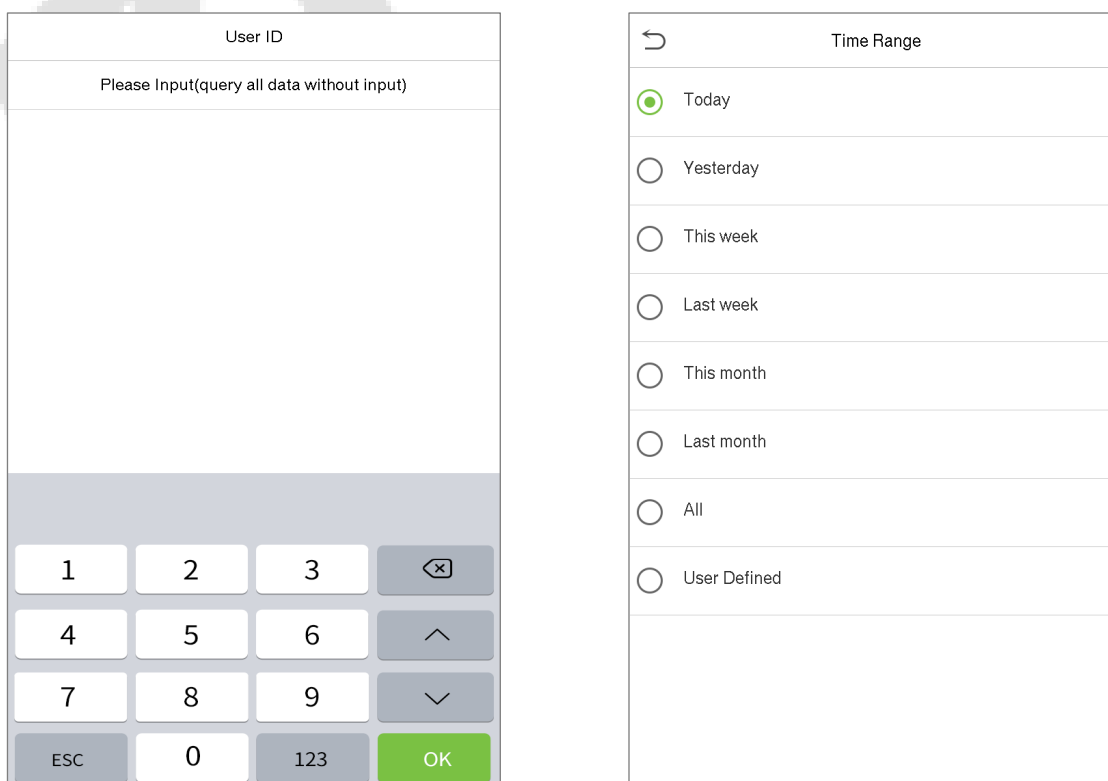 User ID
Please Input(query all data without input)
1 2 3
4 5 6
7 8 9
ESC 0 123 OK
Time Range
Today
Yesterday
This week
Last week
This month
Last month
All
User Defined